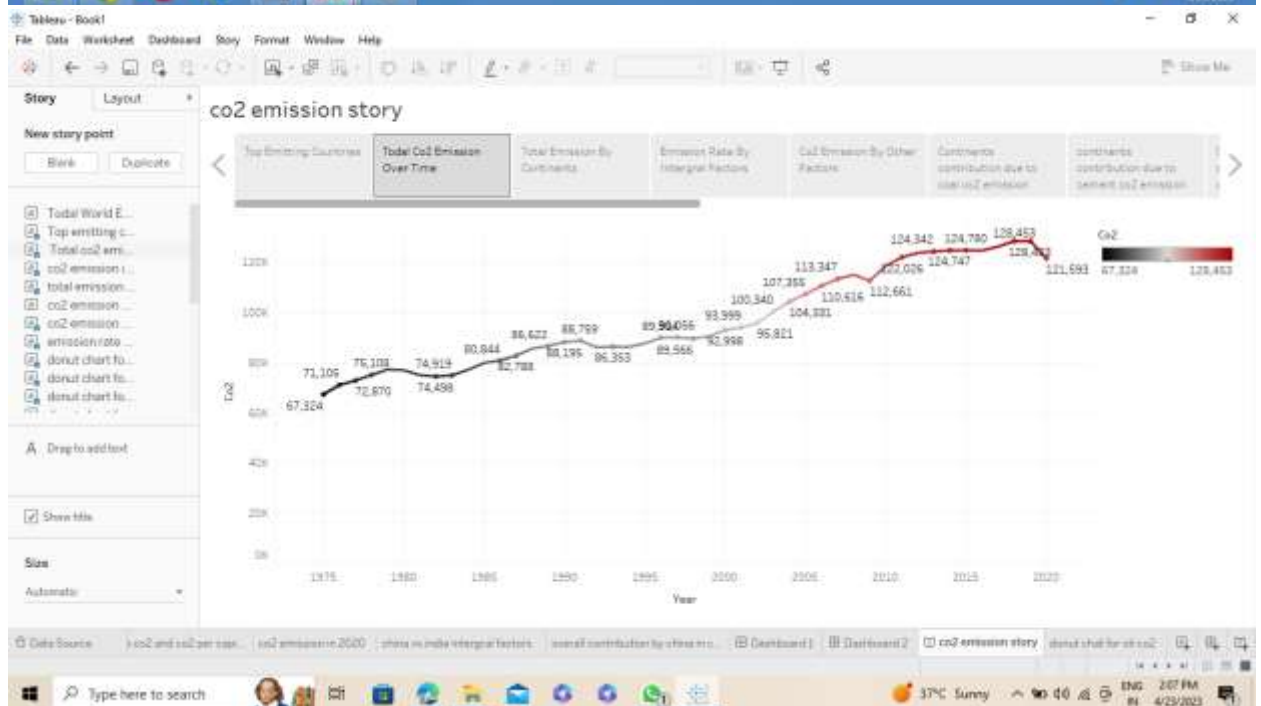 Tableau - Book1
File Data Worksheet Dashboard Story Format Window Help
Show Me
Story Layout
co2 emission story
New story point
Blank Duplicate
Top Emitting Countries
Todal Co2 Emission
Over Time
Total Emission By
Continents
Emission Rate By
Intergral Factors
Co2 Emission By Other
Factors
Continents
contribution due to
coal co2 emission
continents
contribution due to
cement co2 emission
Todal World E...
Top emitting c...
Total co2 emi...
co2 emission i...
total emission...
co2 emission ...
co2 emission ...
emission rate ...
donut chart fo...
donut chart fo...
donut chart fo...
A Drag to add text
Show title
Size
Automatic
Co2
67,324 128,453
120K
100K
80K
60K
40K
20K
0K
Co2
67,324
71,106
72,870
75,108
74,919
74,498
80,844
82,788
86,622
88,195
88,759
86,353
89,566
93,999
92,998
95,821
100,340
107,355
104,331
113,347
110,616
112,661
122,026
124,342
124,747
124,780
128,453
121,593
1975 1980 1985 1990 1995 2000 2005 2010 2015 2020
Year
Data Source co2 and co2 per cap... co2 emission in 2020 china vs india intergral factors overall contribution by china in c... Dashboard 1 Dashboard 2 co2 emission story donut chat for oil co2
Type here to search
37°C Sunny
ENG
IN
2:07 PM
4/23/2023